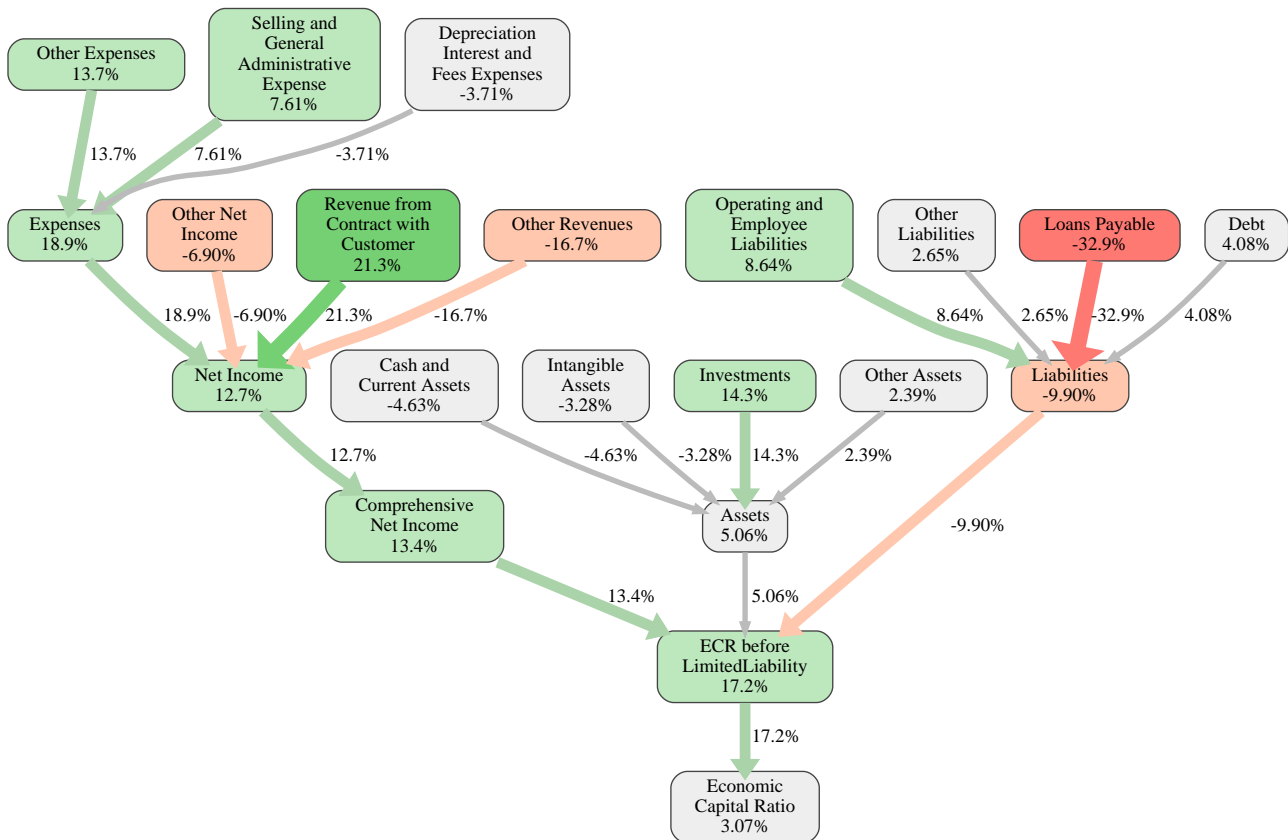 Other Expenses
13.7%
Selling and
General
Administrative
Expense
7.61%
Depreciation
Interest and
Fees Expenses
-3.71%
13.7%
7.61%
-3.71%
Expenses
18.9%
Other Net
Income
-6.90%
Revenue from
Contract with
Customer
21.3%
Other Revenues
-16.7%
Operating and
Employee
Liabilities
8.64%
Other
Liabilities
2.65%
Loans Payable
-32.9%
Debt
4.08%
18.9%
-6.90%
21.3%
-16.7%
8.64%
2.65%
-32.9%
4.08%
Net Income
12.7%
Cash and
Current Assets
-4.63%
Intangible
Assets
-3.28%
Investments
14.3%
Other Assets
2.39%
Liabilities
-9.90%
12.7%
-4.63%
-3.28%
14.3%
2.39%
Comprehensive
Net Income
13.4%
Assets
5.06%
-9.90%
13.4%
5.06%
ECR before
LimitedLiability
17.2%
17.2%
Economic
Capital Ratio
3.07%